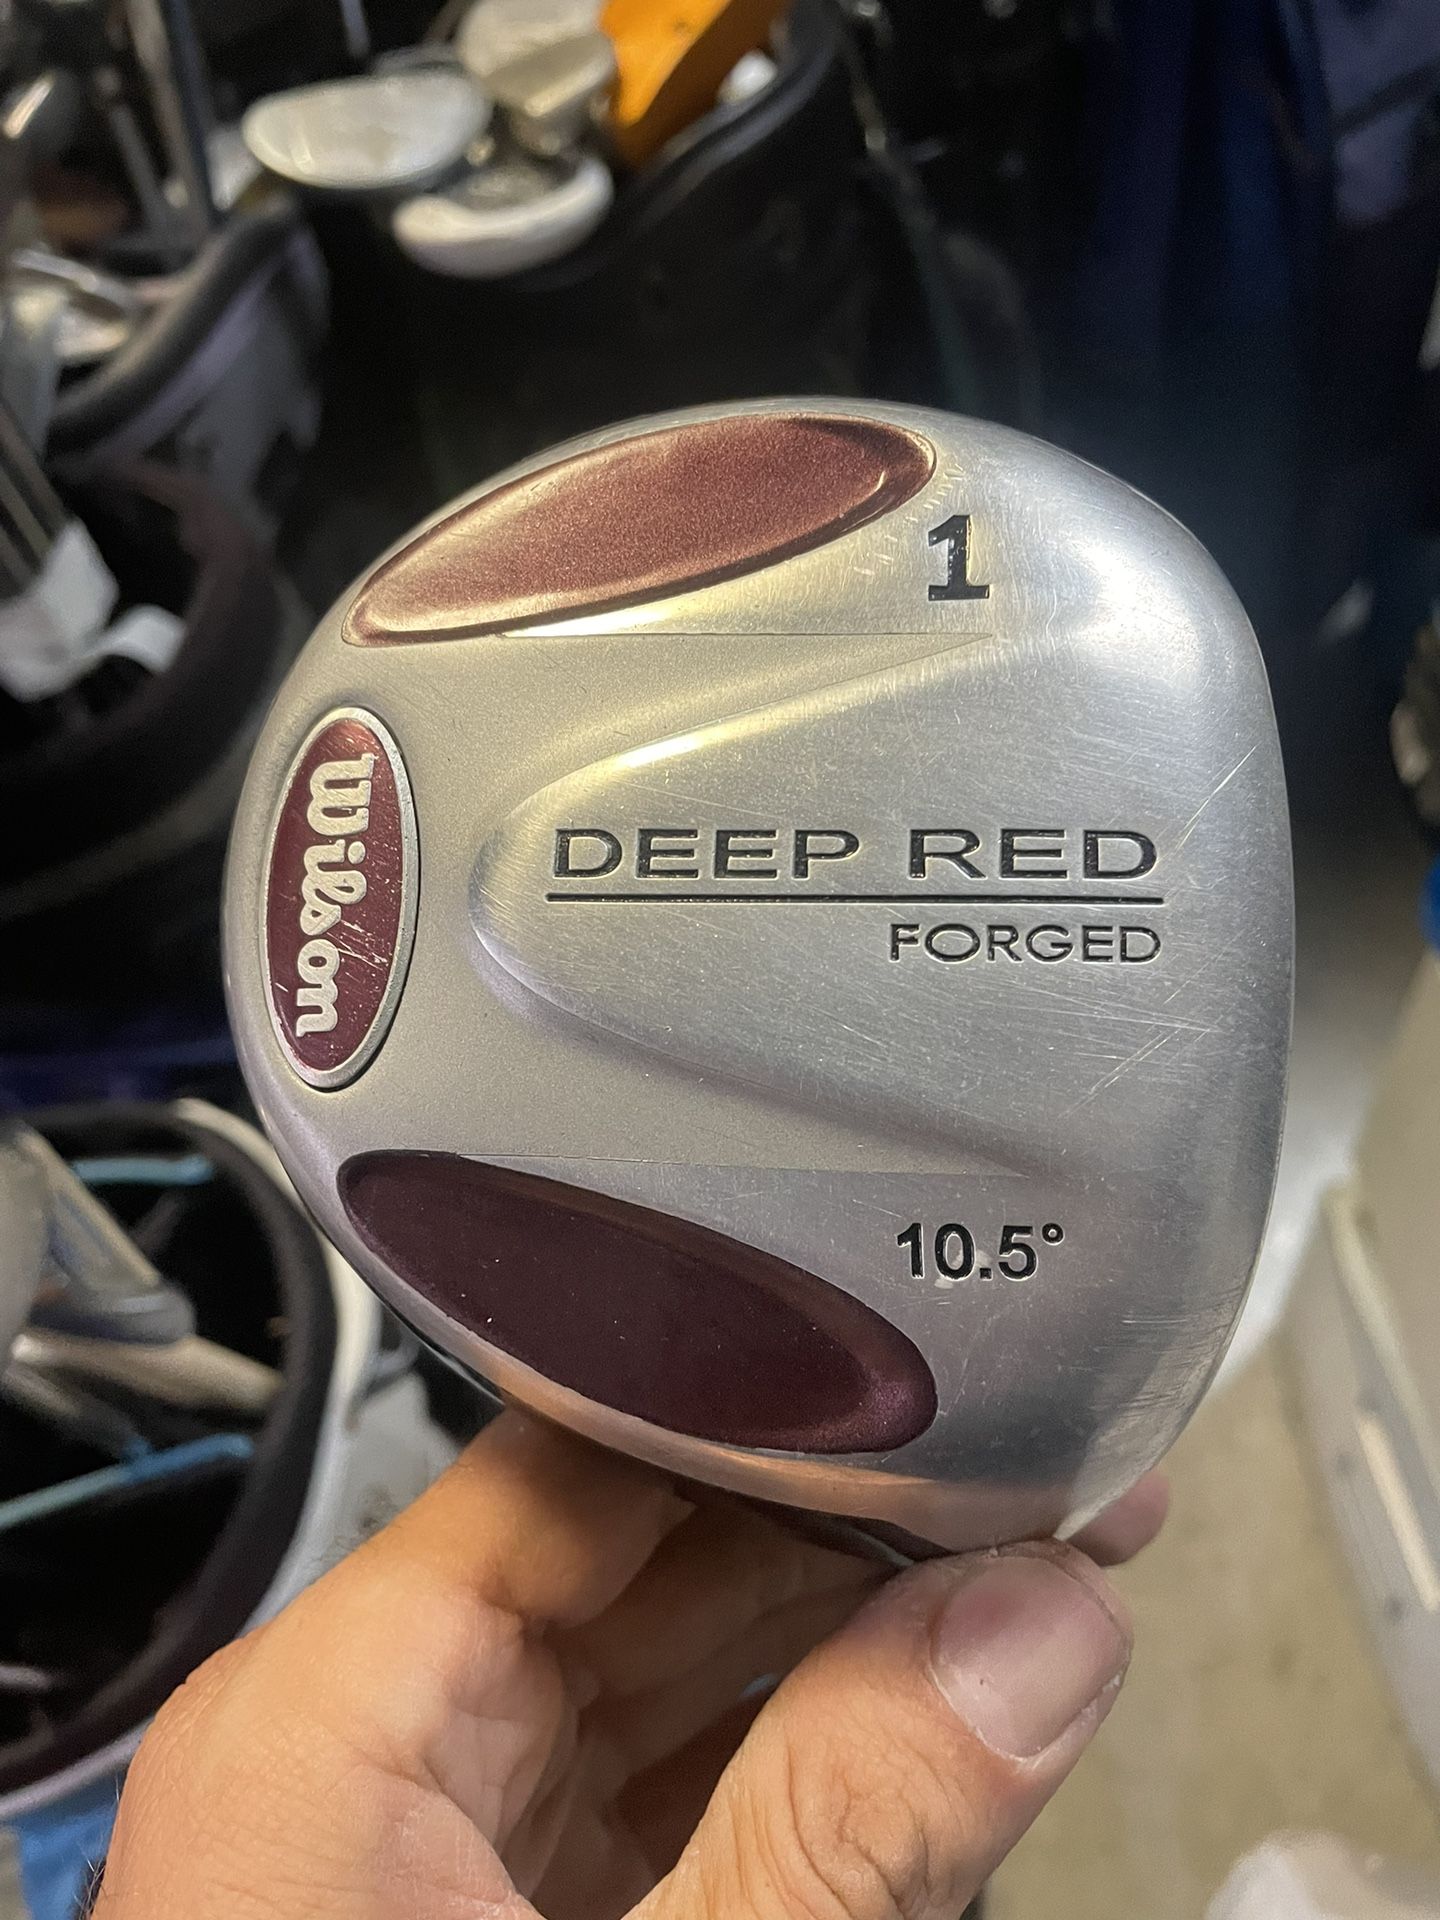 1
Wilson
DEEP RED
FORGED
10.5°